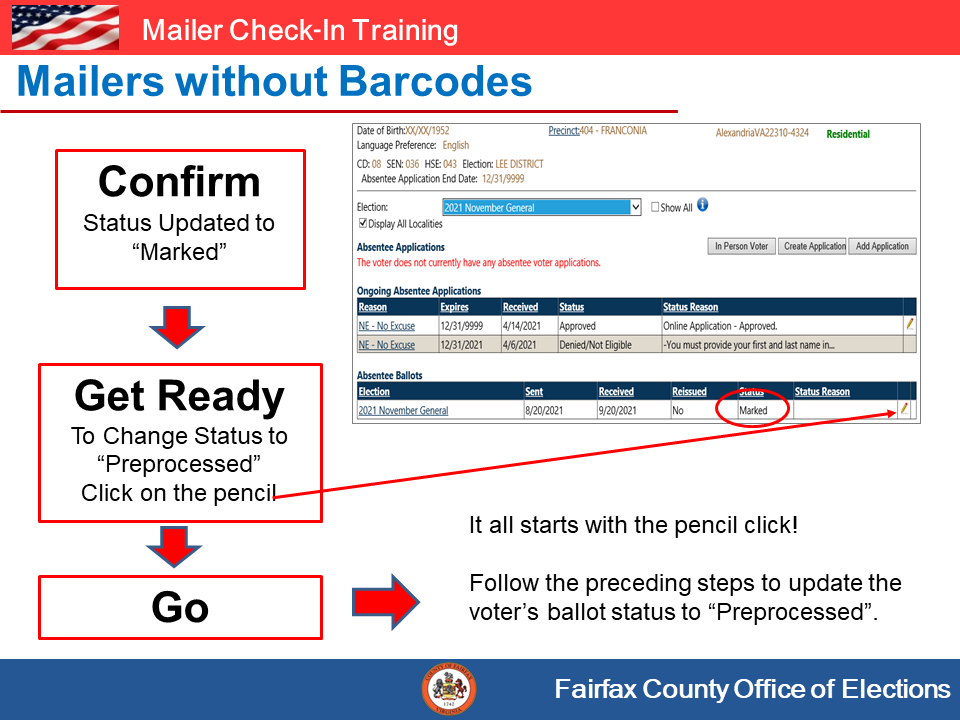 Mailer Check-In Training
Mailers without Barcodes
Confirm
Status Updated to
“Marked”
Get Ready
To Change Status to
“Preprocessed”
Click on the pencil
Go
Date of Birth:XX/XX/1952 Precinct:404 - FRANCONIA AlexandriaVA22310-4324 Residential
Language Preference: English
CD: 08 SEN: 036 HSE: 043 Election: LEE DISTRICT
Absentee Application End Date: 12/31/9999
Election: 2021 November General Show All i
Display All Localities
Absentee Applications In Person Voter Create Application Add Application
The voter does not currently have any absentee voter applications.
Ongoing Absentee Applications
Reason Expires Received Status Status Reason
NE - No Excuse 12/31/9999 4/14/2021 Approved Online Application - Approved.
NE - No Excuse 12/31/2021 4/6/2021 Denied/Not Eligible -You must provide your first and last name in...
Absentee Ballots
Election Sent Received Reissued Status Status Reason
2021 November General 8/20/2021 9/20/2021 No Marked
It all starts with the pencil click!
Follow the preceding steps to update the
voter’s ballot status to “Preprocessed”.
COUNTY OF FAIRFAX
VIRGINIA
1742
Fairfax County Office of Elections